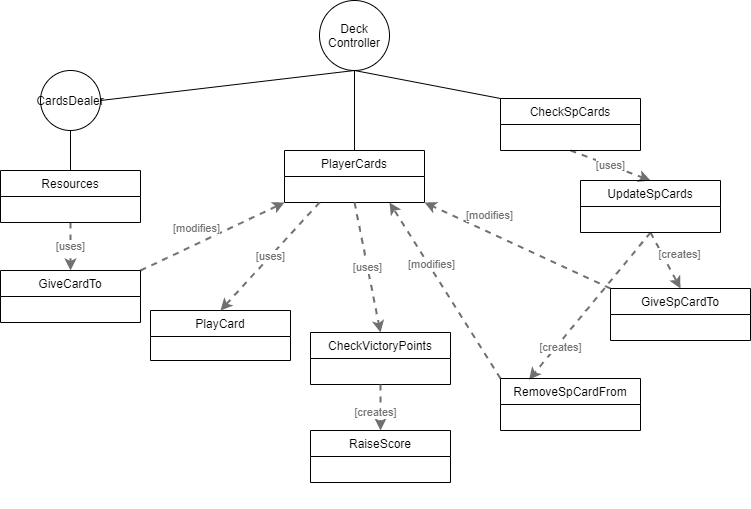 Deck
Controller
CardsDealer
CheckSpCards
PlayerCards
[uses]
Resources
UpdateSpCards
[modifies]
[modifies]
[uses]
[uses]
[uses]
[modifies]
[creates]
GiveCardTo
GiveSpCardTo
PlayCard
CheckVictoryPoints
[creates]
RemoveSpCardFrom
[creates]
RaiseScore